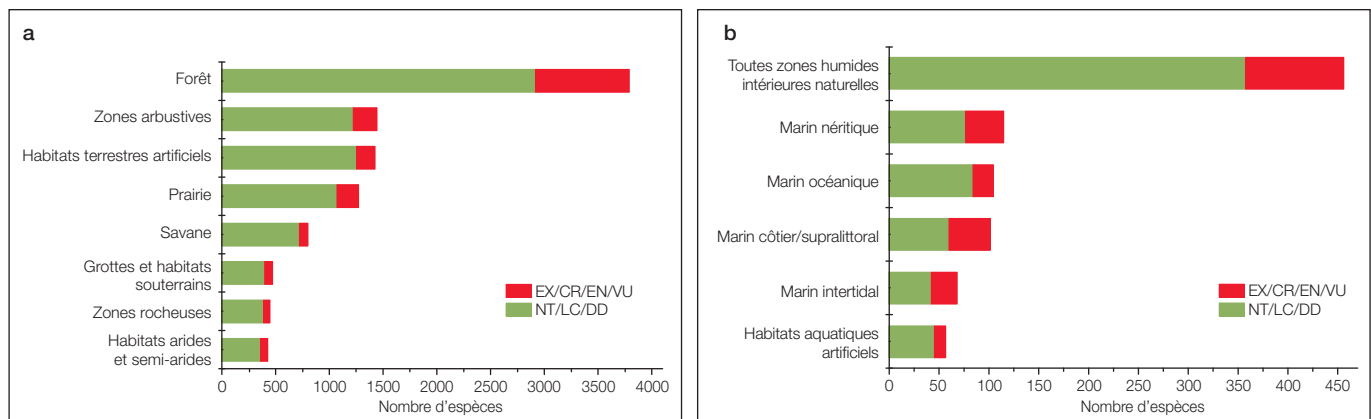 a
Forêt
Zones arbustives
Habitats terrestres artificiels
Prairie
Savane
Grottes et habitats
souterrains
Zones rocheuses
Habitats arides
et semi-arides
EX/CR/EN/VU
NT/LC/DD
0 500 1000 1500 2000 2500 3000 3500 4000
Nombre d'espèces
b
Toutes zones humides
intérieures naturelles
Marin néritique
Marin océanique
Marin côtier/supralittoral
Marin intertidal
Habitats aquatiques
artificiels
EX/CR/EN/VU
NT/LC/DD
0 50 100 150 200 250 300 350 400 450
Nombre d'espèces